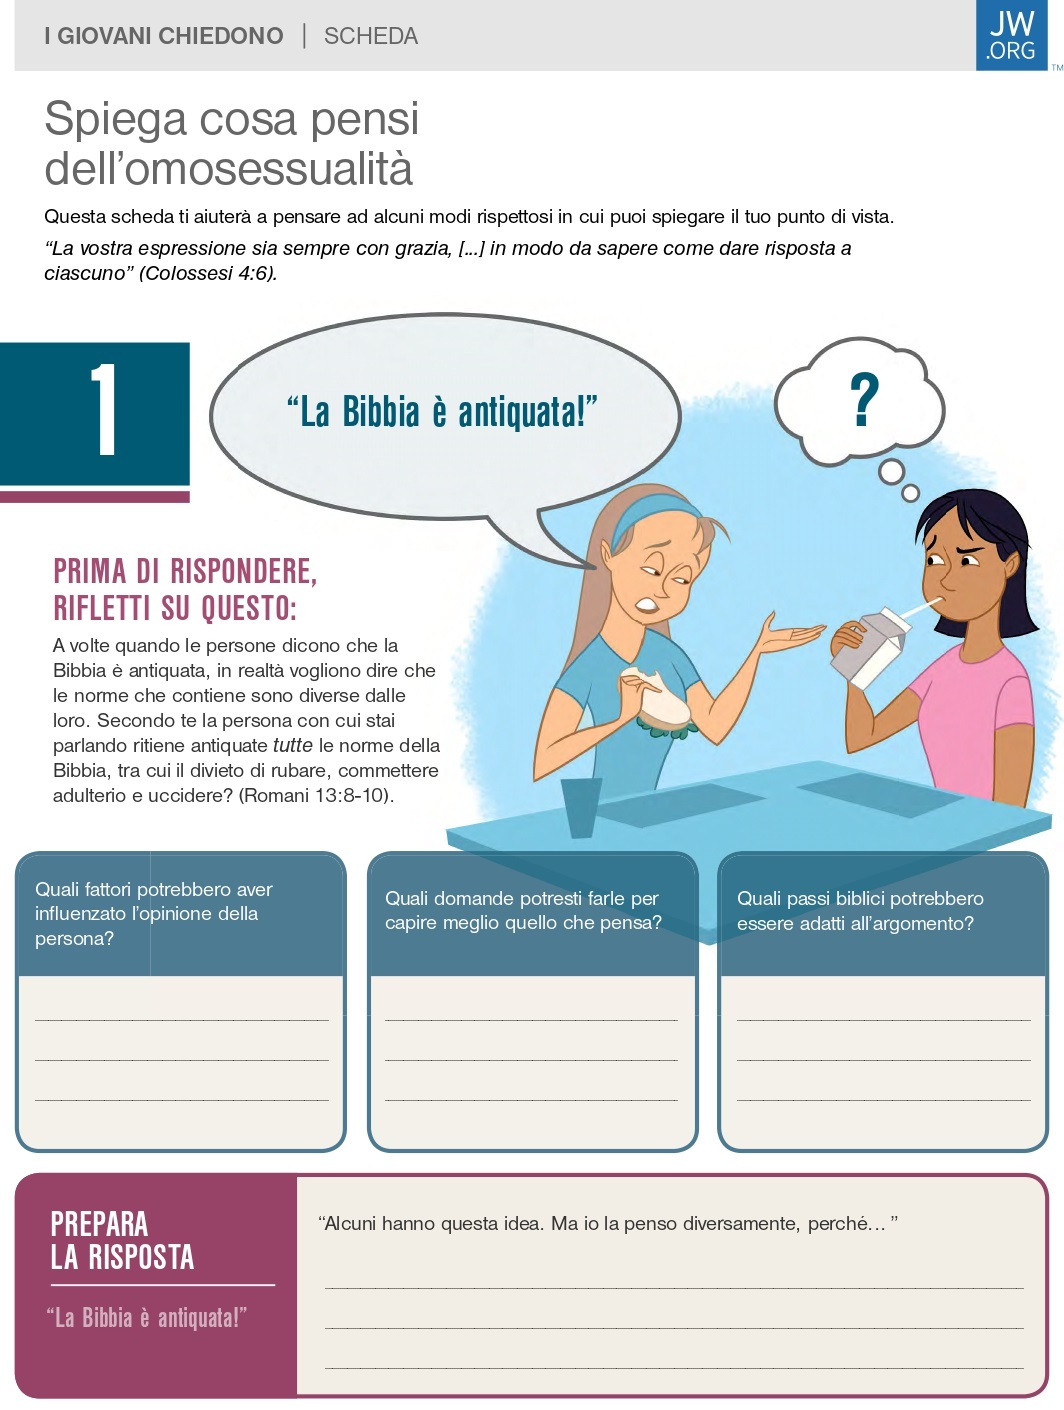 I GIOVANI CHIEDONO | SCHEDA
JW
.ORG
TM
Spiega cosa pensi
dell’omosessualità
Questa scheda ti aiuterà a pensare ad alcuni modi rispettosi in cui puoi spiegare il tuo punto di vista.
“La vostra espressione sia sempre con grazia, [...] in modo da sapere come dare risposta a
ciascuno” (Colossesi 4:6).
1
“La Bibbia è antiquata!”
?
PRIMA DI RISPONDERE,
RIFLETTI SU QUESTO:
A volte quando le persone dicono che la
Bibbia è antiquata, in realtà vogliono dire che
le norme che contiene sono diverse dalle
loro. Secondo te la persona con cui stai
parlando ritiene antiquate tutte le norme della
Bibbia, tra cui il divieto di rubare, commettere
adulterio e uccidere? (Romani 13:8-10).
Quali fattori potrebbero aver
influenzato l’opinione della
persona?
Quali domande potresti farle per
capire meglio quello che pensa?
Quali passi biblici potrebbero
essere adatti all’argomento?
PREPARA
LA RISPOSTA
“La Bibbia è antiquata!”
“Alcuni hanno questa idea. Ma io la penso diversamente, perché… ”